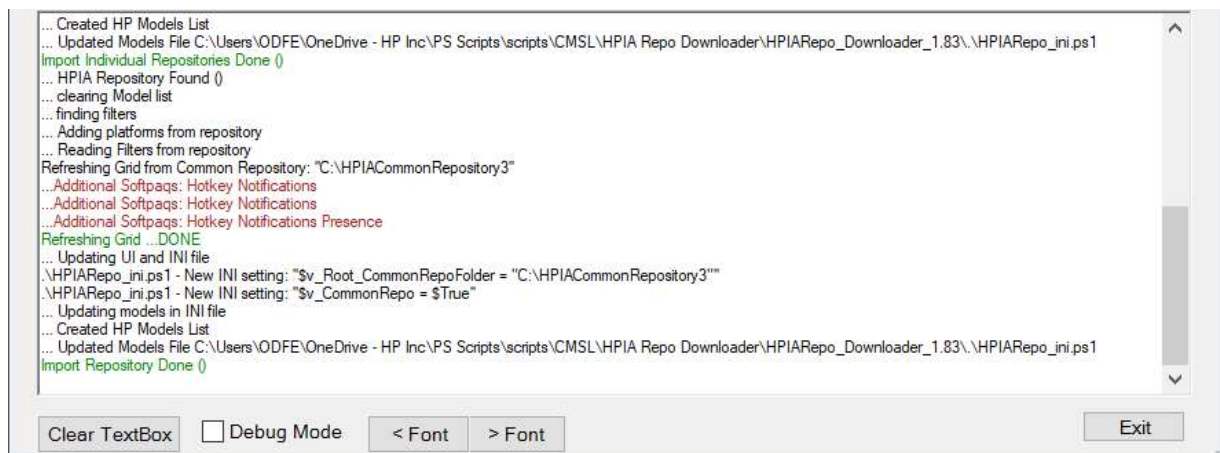 ... Created HP Models List
... Updated Models File C:\Users\ODFE\OneDrive - HP Inc\PS Scripts\scripts\CMSL\HPIA Repo Downloader\HPIARepo_Downloader_1.83\.\HPIARepo_ini.ps1
Import Individual Repositories Done ()
... HPIA Repository Found ()
... clearing Model list
... finding filters
... Adding platforms from repository
... Reading Filters from repository
Refreshing Grid from Common Repository: "C:\HPIACommonRepository3"
...Additional Softpaqs: Hotkey Notifications
...Additional Softpaqs: Hotkey Notifications
...Additional Softpaqs: Hotkey Notifications Presence
Refreshing Grid ...DONE
... Updating UI and INI file
.\HPIARepo_ini.ps1 - New INI setting: "$v_Root_CommonRepoFolder = "C:\HPIACommonRepository3""
.\HPIARepo_ini.ps1 - New INI setting: "$v_CommonRepo = $True"
... Updating models in INI file
... Created HP Models List
... Updated Models File C:\Users\ODFE\OneDrive - HP Inc\PS Scripts\scripts\CMSL\HPIA Repo Downloader\HPIARepo_Downloader_1.83\.\HPIARepo_ini.ps1
Import Repository Done ()
Clear TextBox Debug Mode < Font > Font Exit